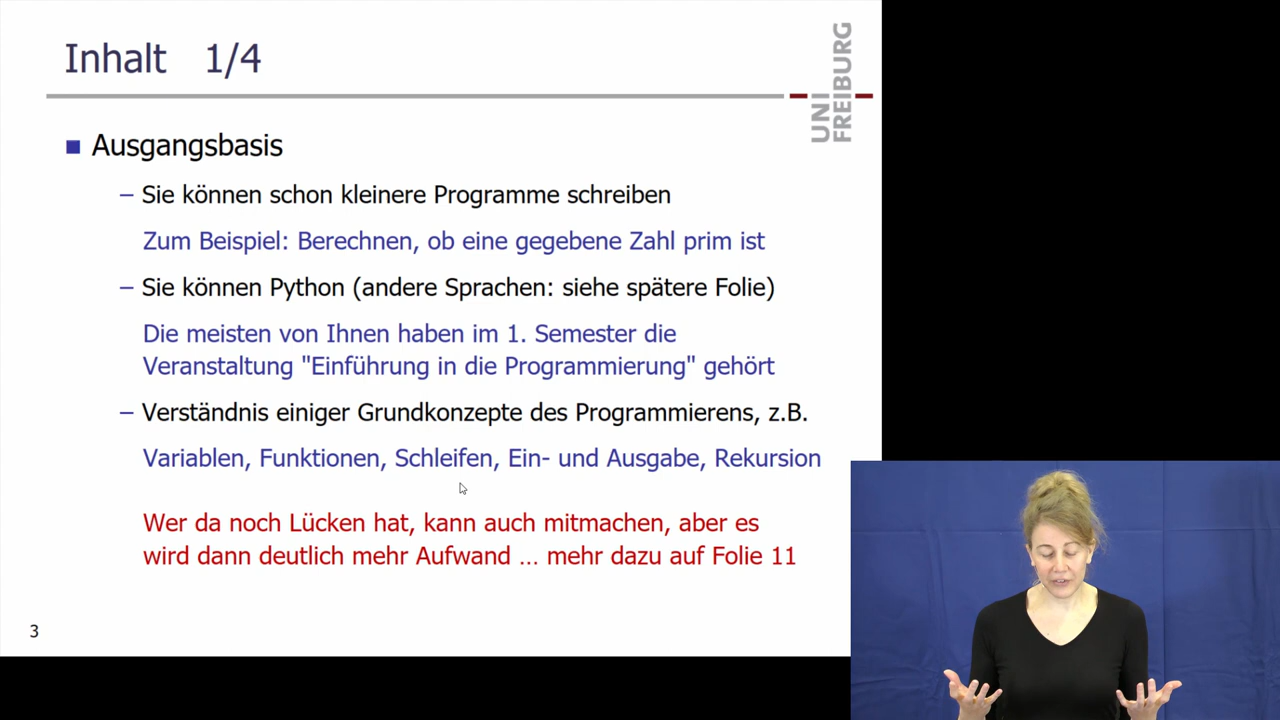 Inhalt 1/4
UNI
FREIBURG
Ausgangsbasis
– Sie können schon kleinere Programme schreiben
Zum Beispiel: Berechnen, ob eine gegebene Zahl prim ist
– Sie können Python (andere Sprachen: siehe spätere Folie)
Die meisten von Ihnen haben im 1. Semester die
Veranstaltung "Einführung in die Programmierung" gehört
– Verständnis einiger Grundkonzepte des Programmierens, z.B.
Variablen, Funktionen, Schleifen, Ein- und Ausgabe, Rekursion
Wer da noch Lücken hat, kann auch mitmachen, aber es
wird dann deutlich mehr Aufwand … mehr dazu auf Folie 11
3